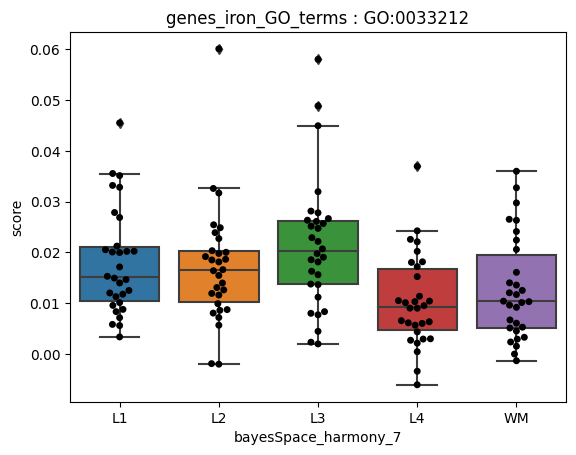 genes_iron_GO_terms : GO:0033212
score
0.06
0.05
0.04
0.03
0.02
0.01
0.00
L1 L2 L3 L4 WM
bayesSpace_harmony_7